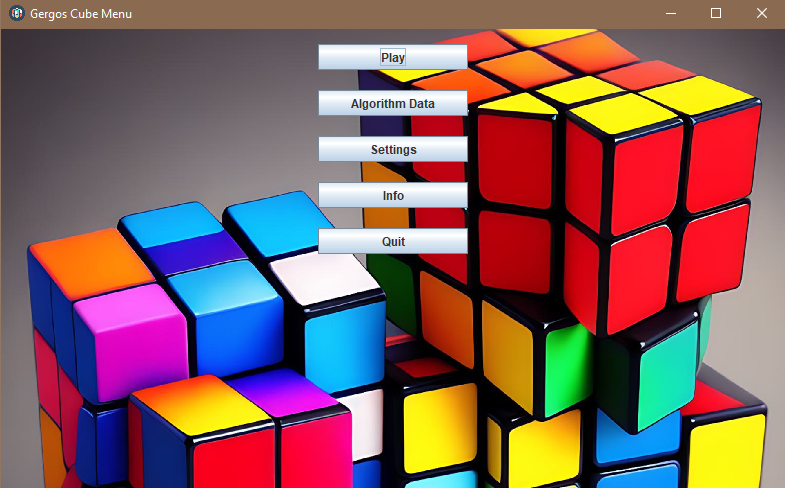 Gergos Cube Menu
Play
Algorithm Data
Settings
Info
Quit